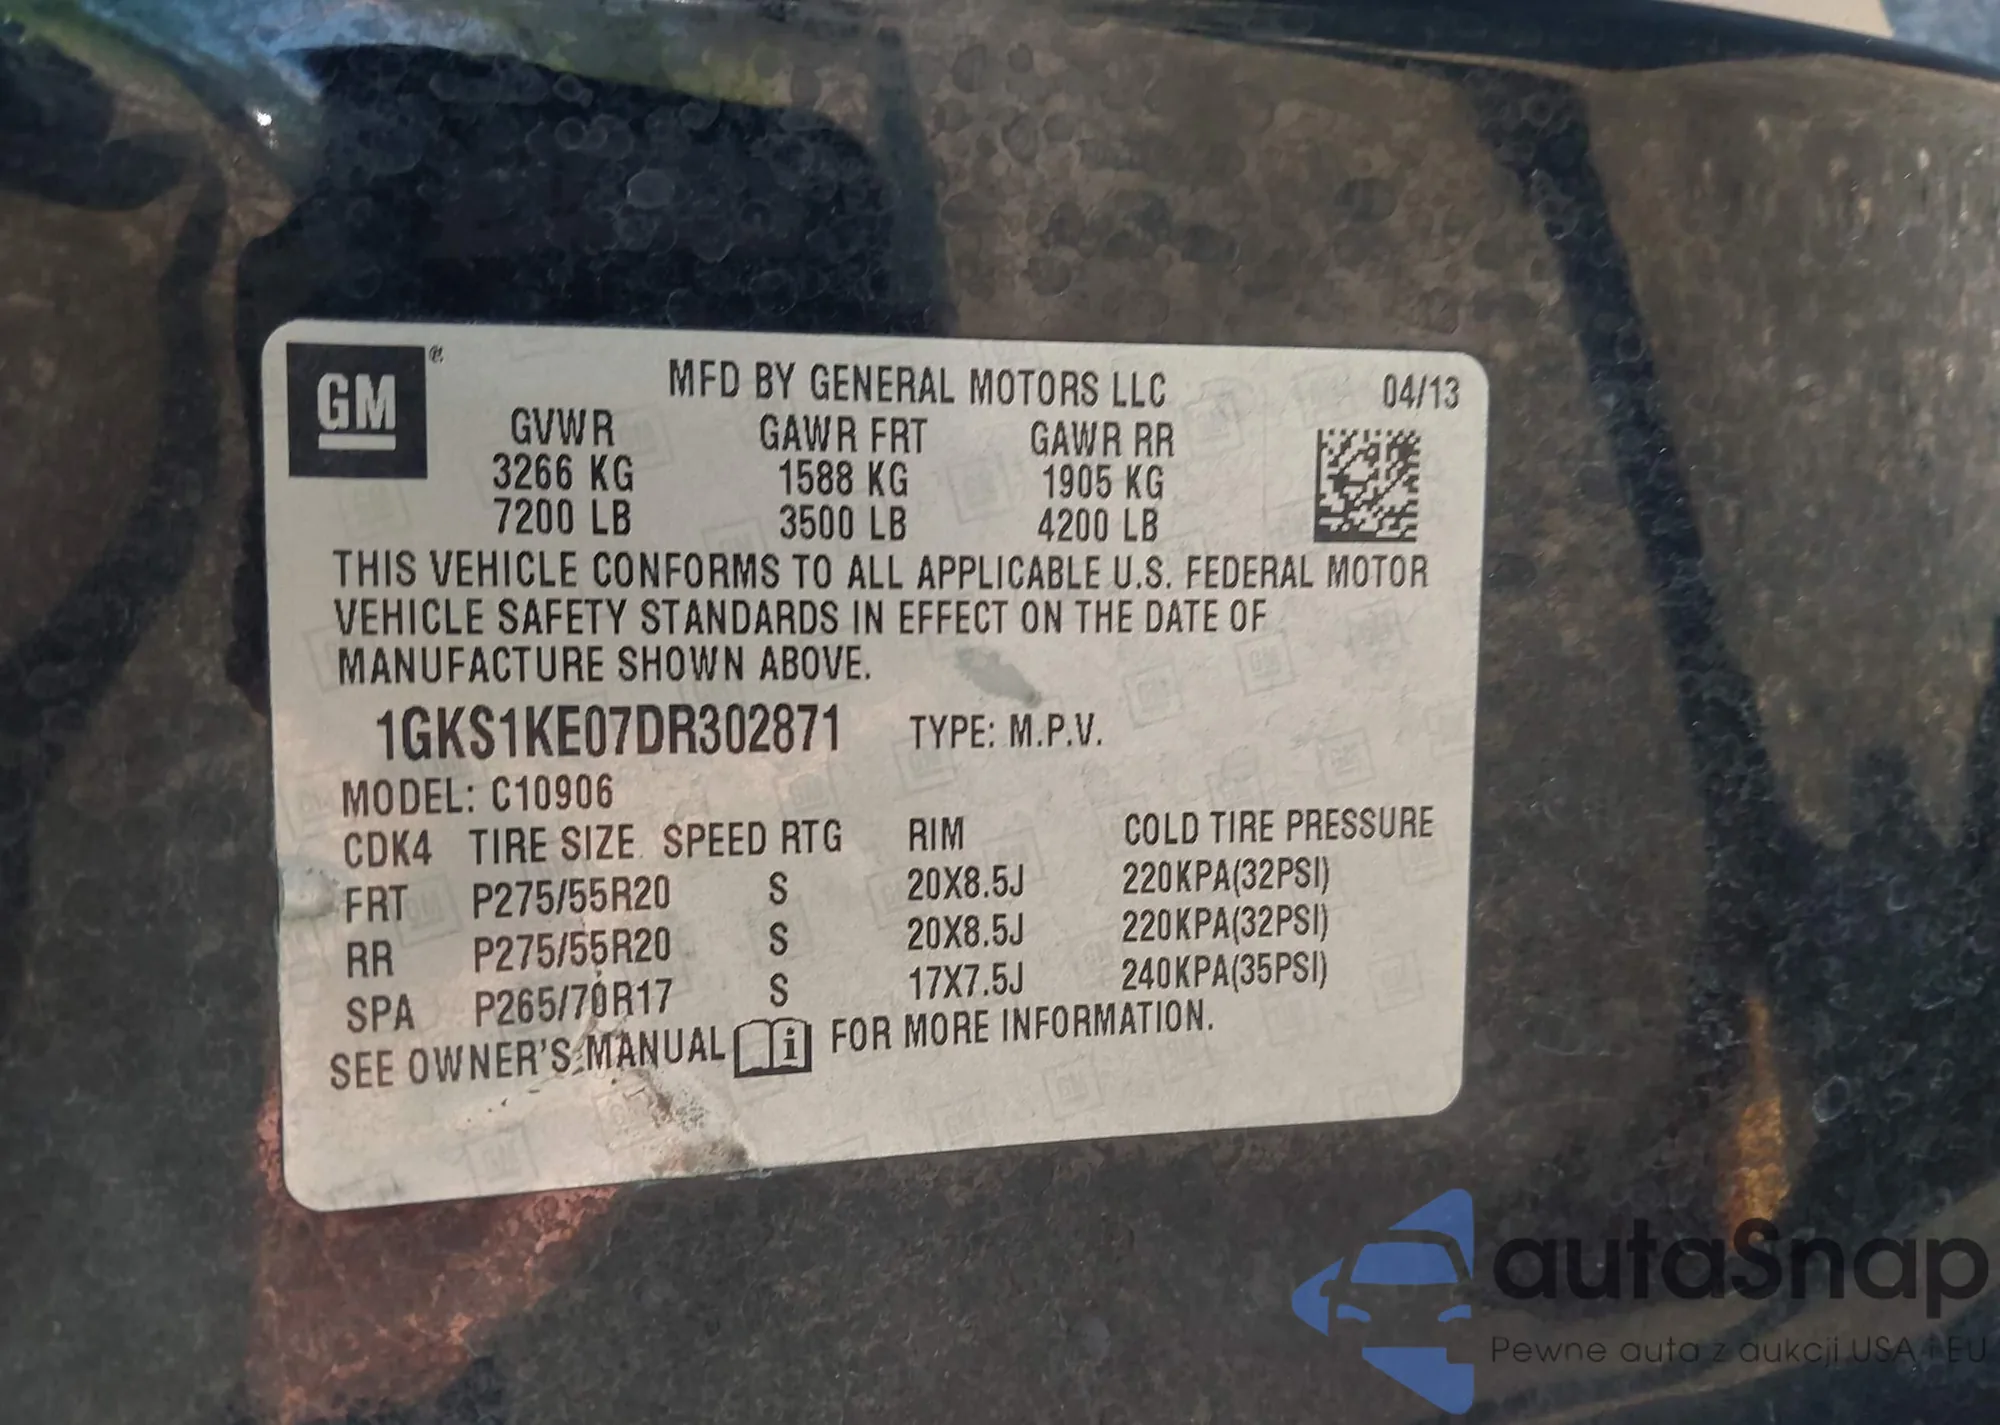 GM ®
MFD BY GENERAL MOTORS LLC 04/13
GVWR GAWR FRT GAWR RR
3266 KG 1588 KG 1905 KG
7200 LB 3500 LB 4200 LB
THIS VEHICLE CONFORMS TO ALL APPLICABLE U.S. FEDERAL MOTOR
VEHICLE SAFETY STANDARDS IN EFFECT ON THE DATE OF
MANUFACTURE SHOWN ABOVE.
1GKS1KE07DR302871 TYPE: M.P.V.
MODEL: C10906
CDK4 TIRE SIZE SPEED RTG RIM COLD TIRE PRESSURE
FRT P275/55R20 S 20X8.5J 220KPA(32PSI)
RR P275/55R20 S 20X8.5J 220KPA(32PSI)
SPA P265/70R17 S 17X7.5J 240KPA(35PSI)
SEE OWNER'S MANUAL i FOR MORE INFORMATION.
autaSnap
Pewne auta z aukcji USA i EU